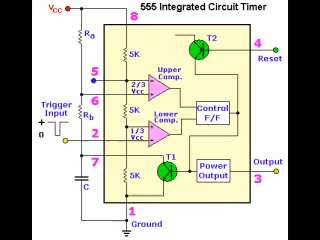 555 Integrated Circuit Timer
Vcc
8
Ra
T2
4
Reset
5K
5
Upper
Comp.
2/3
Vcc
6
Trigger
Input
+
0
Rb
5K
Control
F/F
Lower
Comp.
2
1/3
Vcc
7
T1
Output
5K
Power
Output
3
C
1
Ground